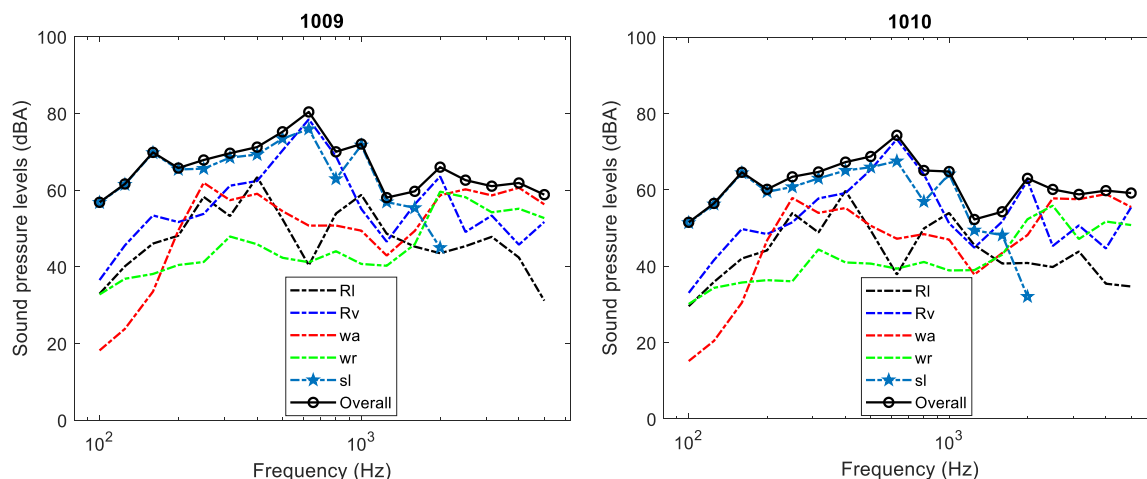 1009
Sound pressure levels (dBA)
100
80
60
40
20
0
10²
10³
Frequency (Hz)
Rl
Rv
wa
wr
sl
Overall
1010
Sound pressure levels (dBA)
100
80
60
40
20
0
10²
10³
Frequency (Hz)
Rl
Rv
wa
wr
sl
Overall